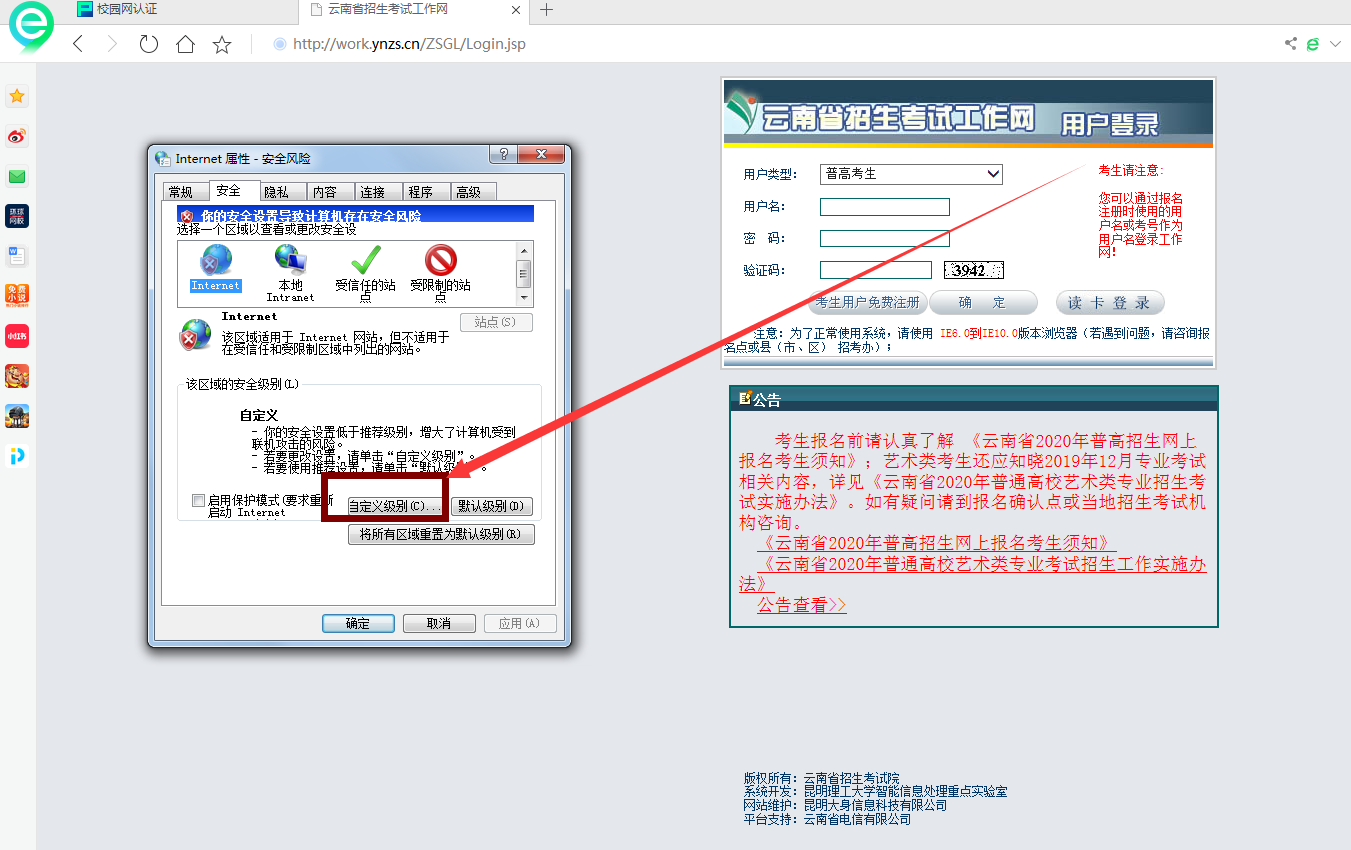 校园网认证
云南省招生考试工作网
http://work.ynzs.cn/ZSGL/Login.jsp
环球
网校
免费
小说
小红书
Internet 属性 - 安全风险
常规 安全 隐私 内容 连接 程序 高级
你的安全设置导致计算机存在安全风险
选择一个区域以查看或更改安全设
Internet
本地
Intranet
受信任的站
点
受限制的站
点
Internet
站点(S)
该区域适用于 Internet 网站，但不适用于
在受信任和受限制区域中列出的网站。
该区域的安全级别(L)
自定义
- 你的安全设置低于推荐级别，增大了计算机受到
联机攻击的风险。
- 若要更改设置，请单击“自定义级别”。
- 若要使用推荐设置，请单击“默认级别”。
启用保护模式(要求重新
启动 Internet
自定义级别(C)... 默认级别(D)
将所有区域重置为默认级别(R)
确定 取消 应用(A)
云南省招生考试工作网 用户登录
用户类型： 普高考生
用户名：
密 码：
验证码： 3942
考生用户免费注册 确 定 读 卡 登 录
考生请注意：
您可以通过报名
注册时使用的用
户名或考号作为
用户名登录工作
网！
注意：为了正常使用系统，请使用 IE6.0到IE10.0版本浏览器（若遇到问题，请咨询报
名点或县（市、区） 招考办）；
公告
考生报名前请认真了解 《云南省2020年普高招生网上
报名考生须知》；艺术类考生还应知晓2019年12月专业考试
相关内容，详见《云南省2020年普通高校艺术类专业招生考
试实施办法》。如有疑问请到报名确认点或当地招生考试机
构咨询。
《云南省2020年普高招生网上报名考生须知》
《云南省2020年普通高校艺术类专业考试招生工作实施办
法》
公告查看>>
版权所有：云南省招生考试院
系统开发：昆明理工大学智能信息处理重点实验室
网站维护：昆明大身信息科技有限公司
平台支持：云南省电信有限公司